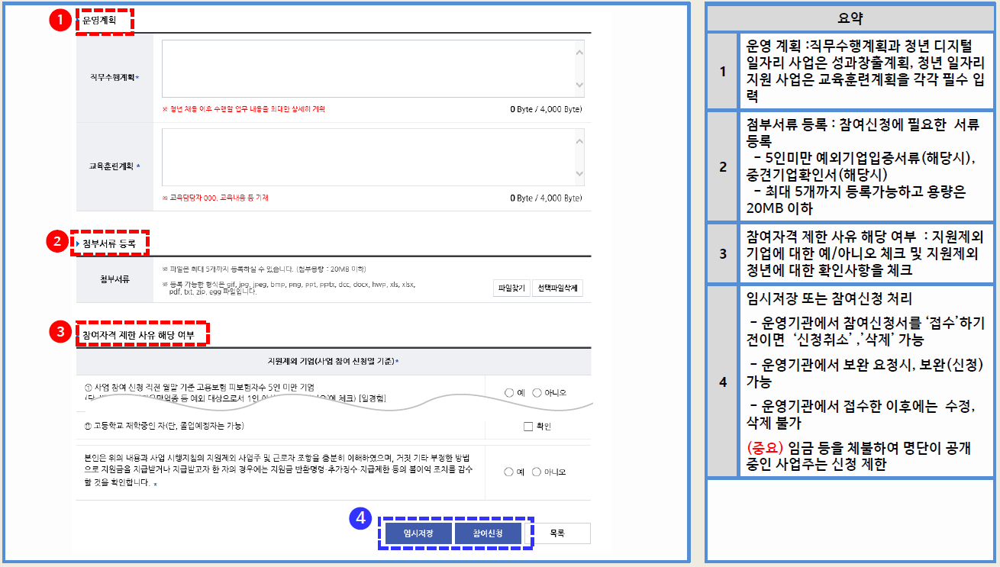 1
운영계획
직무수행계획*
※ 청년 채용 이후 수행할 업무 내용을 최대한 상세히 계획
0 Byte / 4,000 Byte)
교육훈련계획 *
※ 교육담당자 000, 교육내용 등 기재
0 Byte / 4,000 Byte)
2
첨부서류 등록
첨부서류
※ 파일은 최대 5개까지 등록하실 수 있습니다. (첨부용량 : 20MB 이하)
※ 등록 가능한 형식은 gif, jpg, jpeg, bmp, png, ppt, pptx, dcc, docx, hwp, xls, xlsx,
pdf, txt, zip, egg 파일입니다.
파일찾기
선택파일삭제
3
참여자격 제한 사유 해당 여부
지원제외 기업(사업 참여 신청일 기준)*
① 사업 참여 신청 직전 월말 기준 고용보험 피보험자수 5인 미만 기업
예 아니오
예외 대상으로서 1인
체크) [일경험]
⑪ 고등학교 재학중인 자(단, 졸업예정자는 가능)
확인
본인은 위의 내용과 사업 시행지침의 지원제외 사업주 및 근로자 조항을 충분히 이해하였으며, 거짓 기타 부정한 방법
으로 지원금을 지급받거나 지급받고자 한 자의 경우에는 지원금 반환명령·추가징수·지급제한 등의 불이익 조치를 감수
할 것을 확인합니다. *
예 아니오
4
임시저장
참여신청
목록
요약
1
운영 계획 :직무수행계획과 청년 디지털
일자리 사업은 성과창출계획, 청년 일자리
지원 사업은 교육훈련계획을 각각 필수 입
력
2
첨부서류 등록 : 참여신청에 필요한 서류
등록
- 5인미만 예외기업입증서류(해당시),
중견기업확인서(해당시)
- 최대 5개까지 등록가능하고 용량은
20MB 이하
3
참여자격 제한 사유 해당 여부 : 지원제외
기업에 대한 예/아니오 체크 및 지원제외
청년에 대한 확인사항을 체크
4
임시저장 또는 참여신청 처리
- 운영기관에서 참여신청서를 ‘접수’하기
전이면 ‘신청취소’ ,’삭제’ 가능
- 운영기관에서 보완 요청시, 보완(신청)
가능
- 운영기관에서 접수한 이후에는 수정,
삭제 불가
(중요) 임금 등을 체불하여 명단이 공개
중인 사업주는 신청 제한